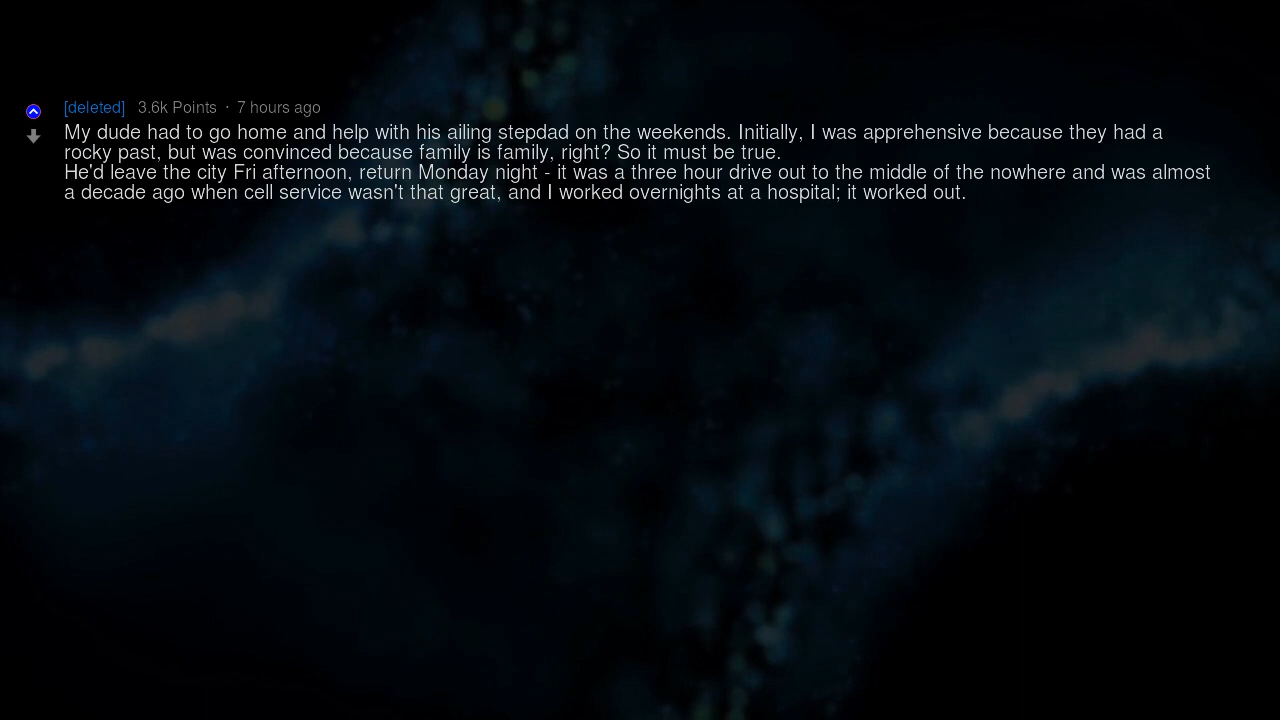 [deleted] 3.6k Points · 7 hours ago
My dude had to go home and help with his ailing stepdad on the weekends. Initially, I was apprehensive because they had a
rocky past, but was convinced because family is family, right? So it must be true.
He'd leave the city Fri afternoon, return Monday night - it was a three hour drive out to the middle of the nowhere and was almost
a decade ago when cell service wasn't that great, and I worked overnights at a hospital; it worked out.